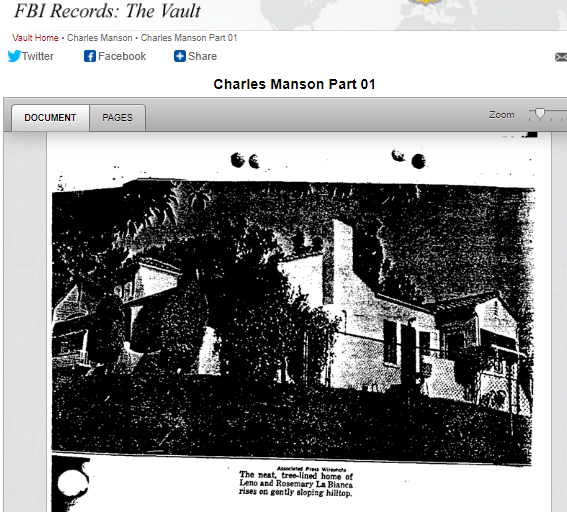 FBI Records: The Vault
Vault Home • Charles Manson • Charles Manson Part 01
Twitter Facebook Share
Charles Manson Part 01
DOCUMENT PAGES Zoom
Associated Press Wirephoto
The neat, tree-lined home of
Leno and Rosemary La Bianca
rises on gently sloping hilltop.